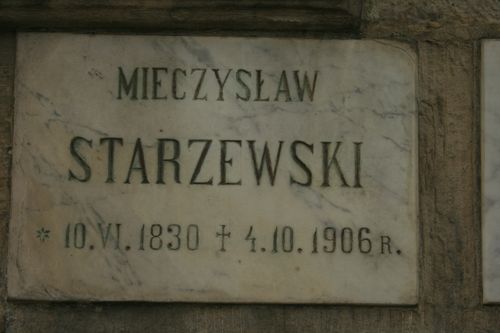 MIECZYSŁAW
STARZEWSKI
* 10.VI.1830 † 4.10.1906 R.